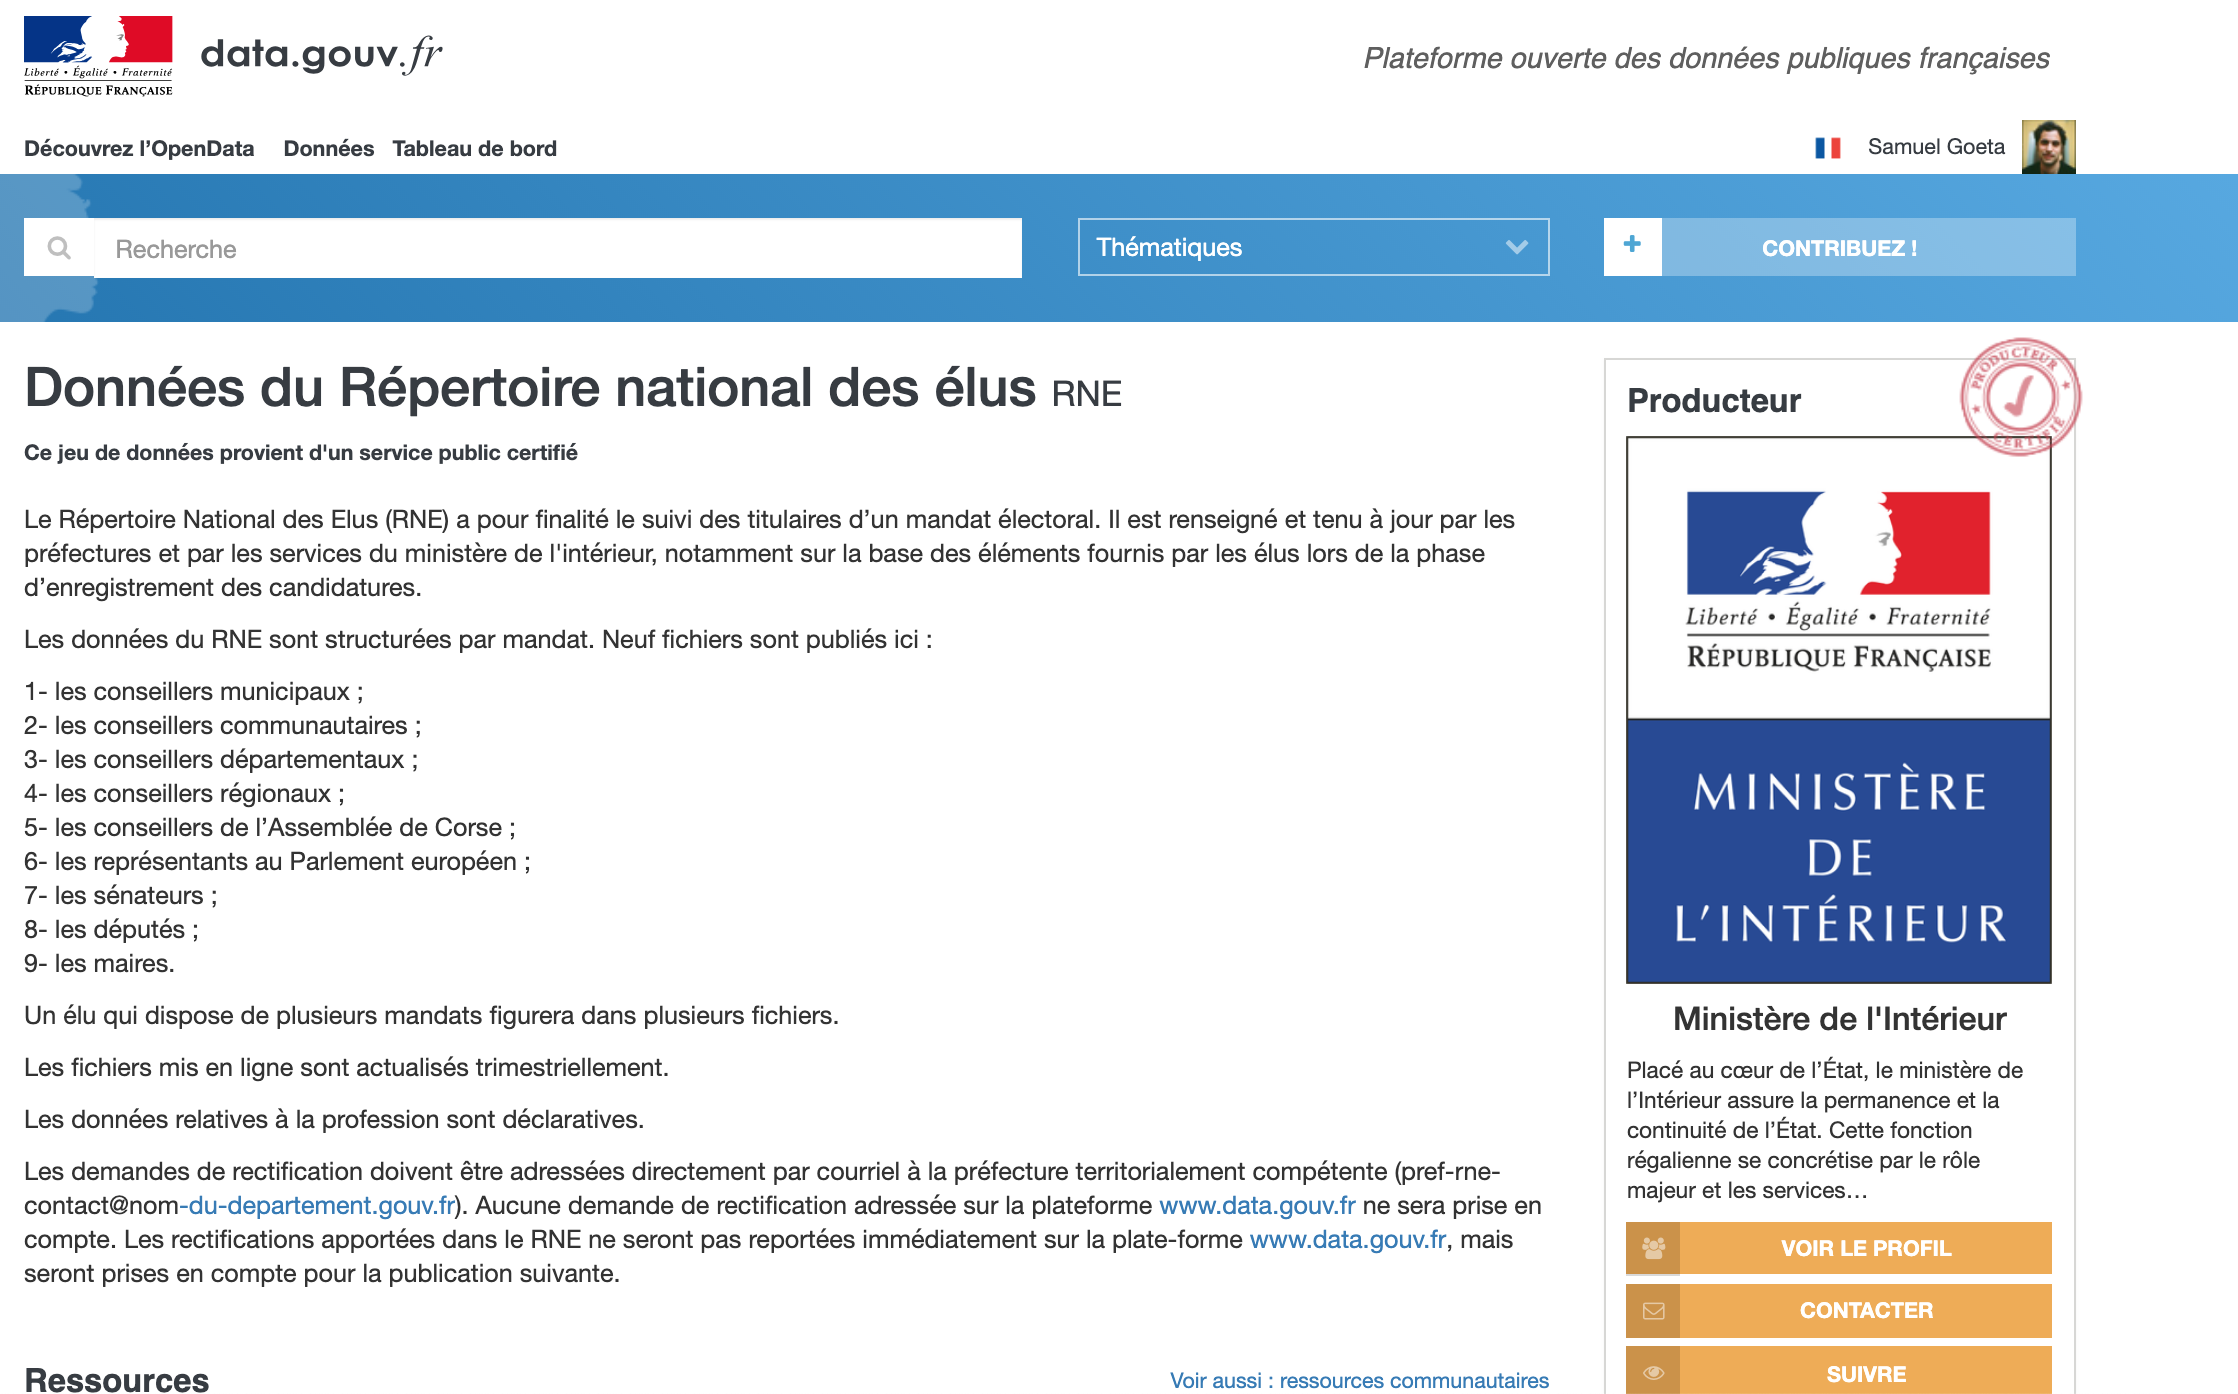 Liberté • Égalité • Fraternité
RÉPUBLIQUE FRANÇAISE
data.gouv.fr
Plateforme ouverte des données publiques françaises
Découvrez l’OpenData Données Tableau de bord
Samuel Goeta
Recherche
Thématiques
+ CONTRIBUEZ !
Données du Répertoire national des élus RNE
Ce jeu de données provient d'un service public certifié
Le Répertoire National des Elus (RNE) a pour finalité le suivi des titulaires d’un mandat électoral. Il est renseigné et tenu à jour par les
préfectures et par les services du ministère de l'intérieur, notamment sur la base des éléments fournis par les élus lors de la phase
d’enregistrement des candidatures.
Les données du RNE sont structurées par mandat. Neuf fichiers sont publiés ici :
1- les conseillers municipaux ;
2- les conseillers communautaires ;
3- les conseillers départementaux ;
4- les conseillers régionaux ;
5- les conseillers de l’Assemblée de Corse ;
6- les représentants au Parlement européen ;
7- les sénateurs ;
8- les députés ;
9- les maires.
Un élu qui dispose de plusieurs mandats figurera dans plusieurs fichiers.
Les fichiers mis en ligne sont actualisés trimestriellement.
Les données relatives à la profession sont déclaratives.
Les demandes de rectification doivent être adressées directement par courriel à la préfecture territorialement compétente (pref-rne-
contact@nom-du-departement.gouv.fr). Aucune demande de rectification adressée sur la plateforme www.data.gouv.fr ne sera prise en
compte. Les rectifications apportées dans le RNE ne seront pas reportées immédiatement sur la plate-forme www.data.gouv.fr, mais
seront prises en compte pour la publication suivante.
Ressources
Voir aussi : ressources communautaires
Producteur
PRODUCTEUR
CERTIFIÉ
Liberté • Égalité • Fraternité
RÉPUBLIQUE FRANÇAISE
MINISTÈRE
DE
L’INTÉRIEUR
Ministère de l'Intérieur
Placé au cœur de l’État, le ministère de
l’Intérieur assure la permanence et la
continuité de l’État. Cette fonction
régalienne se concrétise par le rôle
majeur et les services…
VOIR LE PROFIL
CONTACTER
SUIVRE